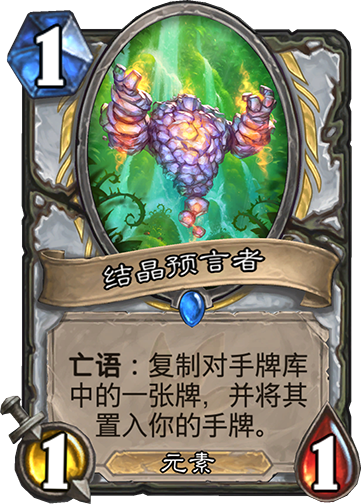 1
结晶预言者
亡语：复制对手牌库
中的一张牌，并将其
置入你的手牌。
1
元素
1